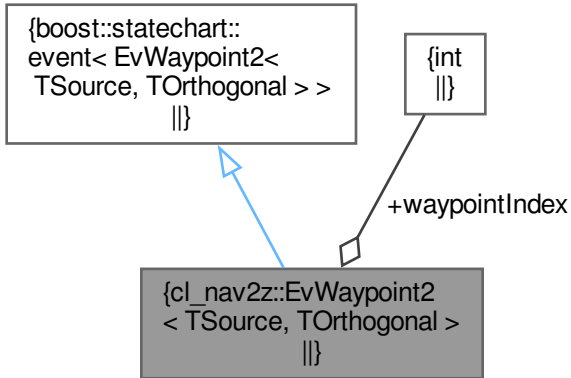 {boost::statechart::
event< EvWaypoint2<
TSource, TOrthogonal > >
||}
{int
||}
+waypointIndex
{cl_nav2z::EvWaypoint2
< TSource, TOrthogonal >
||}